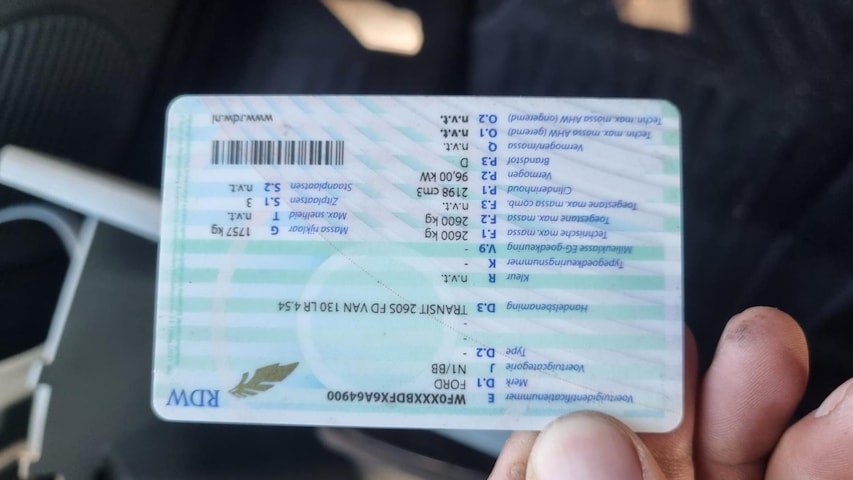 RDW
Voertuigidentificatienummer E WF0XXXBDFX6A64900
Merk D.1 FORD
Voertuigcategorie J N1/BB
- 
Type D.2 -
Handelsbenaming D.3 TRANSIT 260S FD VAN 130 LR 4.54
Kleur R n.v.t.
Typegoedkeuringsnummer K -
Milieuklasse EG-goedkeuring V.9 -
Technische max. massa F.1 2600 kg
Toegestane max massa F.2 2600 kg
Toegestane max. massa comb. F.3 n.v.t.
Cilinderinhoud P.1 2198 cm3
Vermogen P.2 96,00 kW
Brandstof P.3 D
Vermogen/massa Q n.v.t.
Techn. max. massa AHW (geremd) O.1 n.v.t.
Techn. max. massa AHW (ongeremd) O.2 n.v.t.
Massa rijklaar G 1757 kg
Max. snelheid T n.v.t.
Zitplaatsen S.1 3
Staanplaatsen S.2 n.v.t.
www.rdw.nl